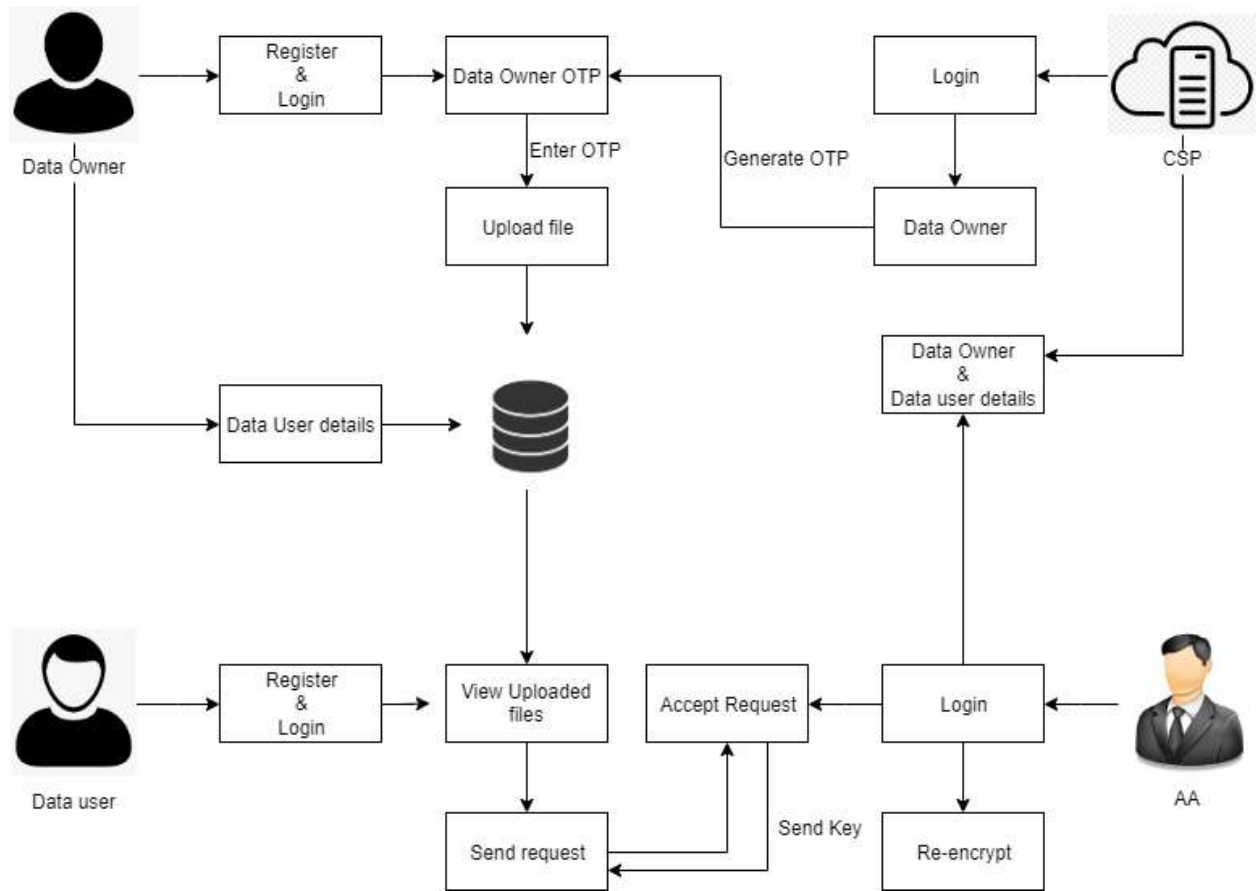 Register
&
Login
Data Owner OTP
Login
Data Owner
Enter OTP
Generate OTP
CSP
Upload file
Data Owner
Data Owner
&
Data user details
Data User details
Register
&
Login
View Uploaded
files
Accept Request
Login
Data user
AA
Send request
Send Key
Re-encrypt